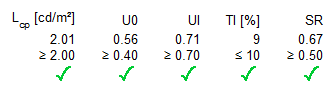 Lcp [cd/m²] U0 UI TI [%] SR
2.01 0.56 0.71 9 0.67
≥ 2.00 ≥ 0.40 ≥ 0.70 ≤ 10 ≥ 0.50
✓ ✓ ✓ ✓ ✓